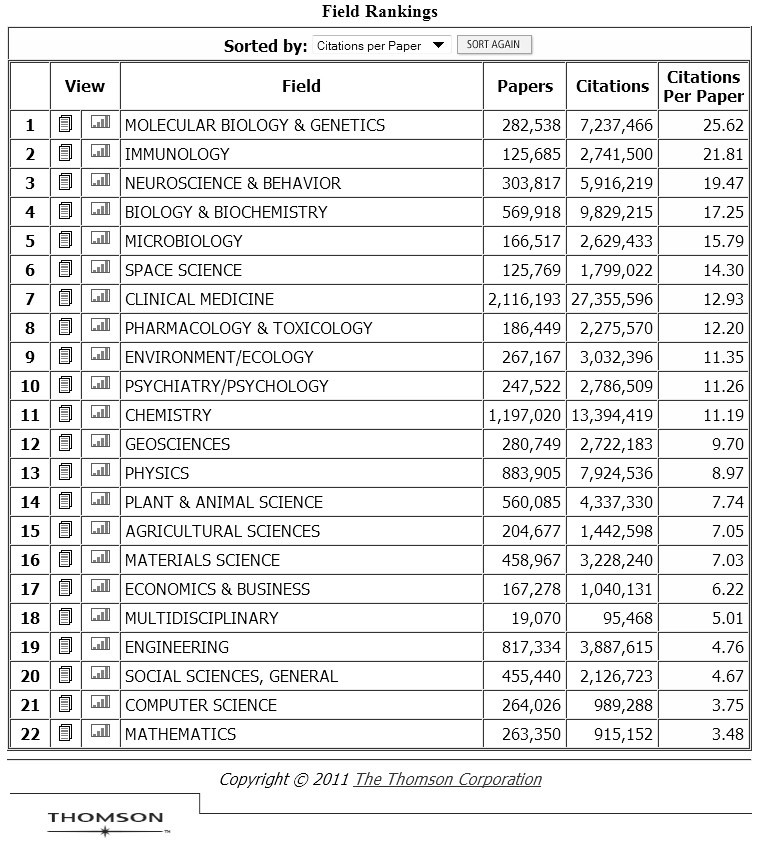 Field Rankings
Sorted by: Citations per Paper SORT AGAIN
View Field Papers Citations Citations Per Paper
1 MOLECULAR BIOLOGY & GENETICS 282,538 7,237,466 25.62
2 IMMUNOLOGY 125,685 2,741,500 21.81
3 NEUROSCIENCE & BEHAVIOR 303,817 5,916,219 19.47
4 BIOLOGY & BIOCHEMISTRY 569,918 9,829,215 17.25
5 MICROBIOLOGY 166,517 2,629,433 15.79
6 SPACE SCIENCE 125,769 1,799,022 14.30
7 CLINICAL MEDICINE 2,116,193 27,355,596 12.93
8 PHARMACOLOGY & TOXICOLOGY 186,449 2,275,570 12.20
9 ENVIRONMENT/ECOLOGY 267,167 3,032,396 11.35
10 PSYCHIATRY/PSYCHOLOGY 247,522 2,786,509 11.26
11 CHEMISTRY 1,197,020 13,394,419 11.19
12 GEOSCIENCES 280,749 2,722,183 9.70
13 PHYSICS 883,905 7,924,536 8.97
14 PLANT & ANIMAL SCIENCE 560,085 4,337,330 7.74
15 AGRICULTURAL SCIENCES 204,677 1,442,598 7.05
16 MATERIALS SCIENCE 458,967 3,228,240 7.03
17 ECONOMICS & BUSINESS 167,278 1,040,131 6.22
18 MULTIDISCIPLINARY 19,070 95,468 5.01
19 ENGINEERING 817,334 3,887,615 4.76
20 SOCIAL SCIENCES, GENERAL 455,440 2,126,723 4.67
21 COMPUTER SCIENCE 264,026 989,288 3.75
22 MATHEMATICS 263,350 915,152 3.48
Copyright © 2011 The Thomson Corporation
THOMSON™